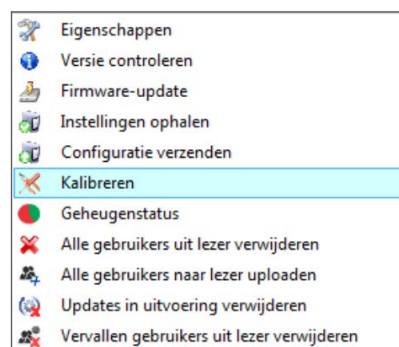 Eigenschappen
Versie controleren
Firmware-update
Instellingen ophalen
Configuratie verzenden
Kalibreren
Geheugenstatus
Alle gebruikers uit lezer verwijderen
Alle gebruikers naar lezer uploaden
Updates in uitvoering verwijderen
Vervallen gebruikers uit lezer verwijderen